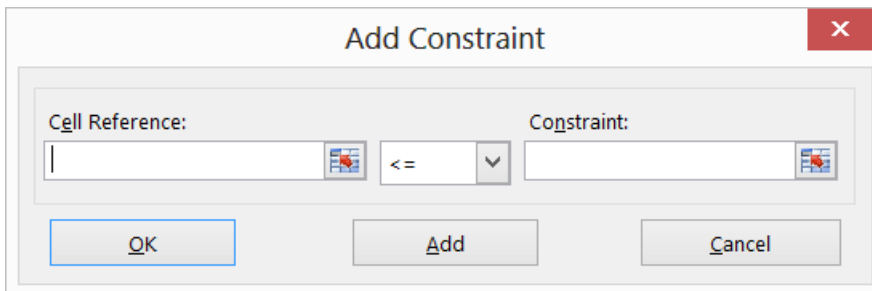 Add Constraint
Cell Reference:
Constraint:
<=
OK
Add
Cancel